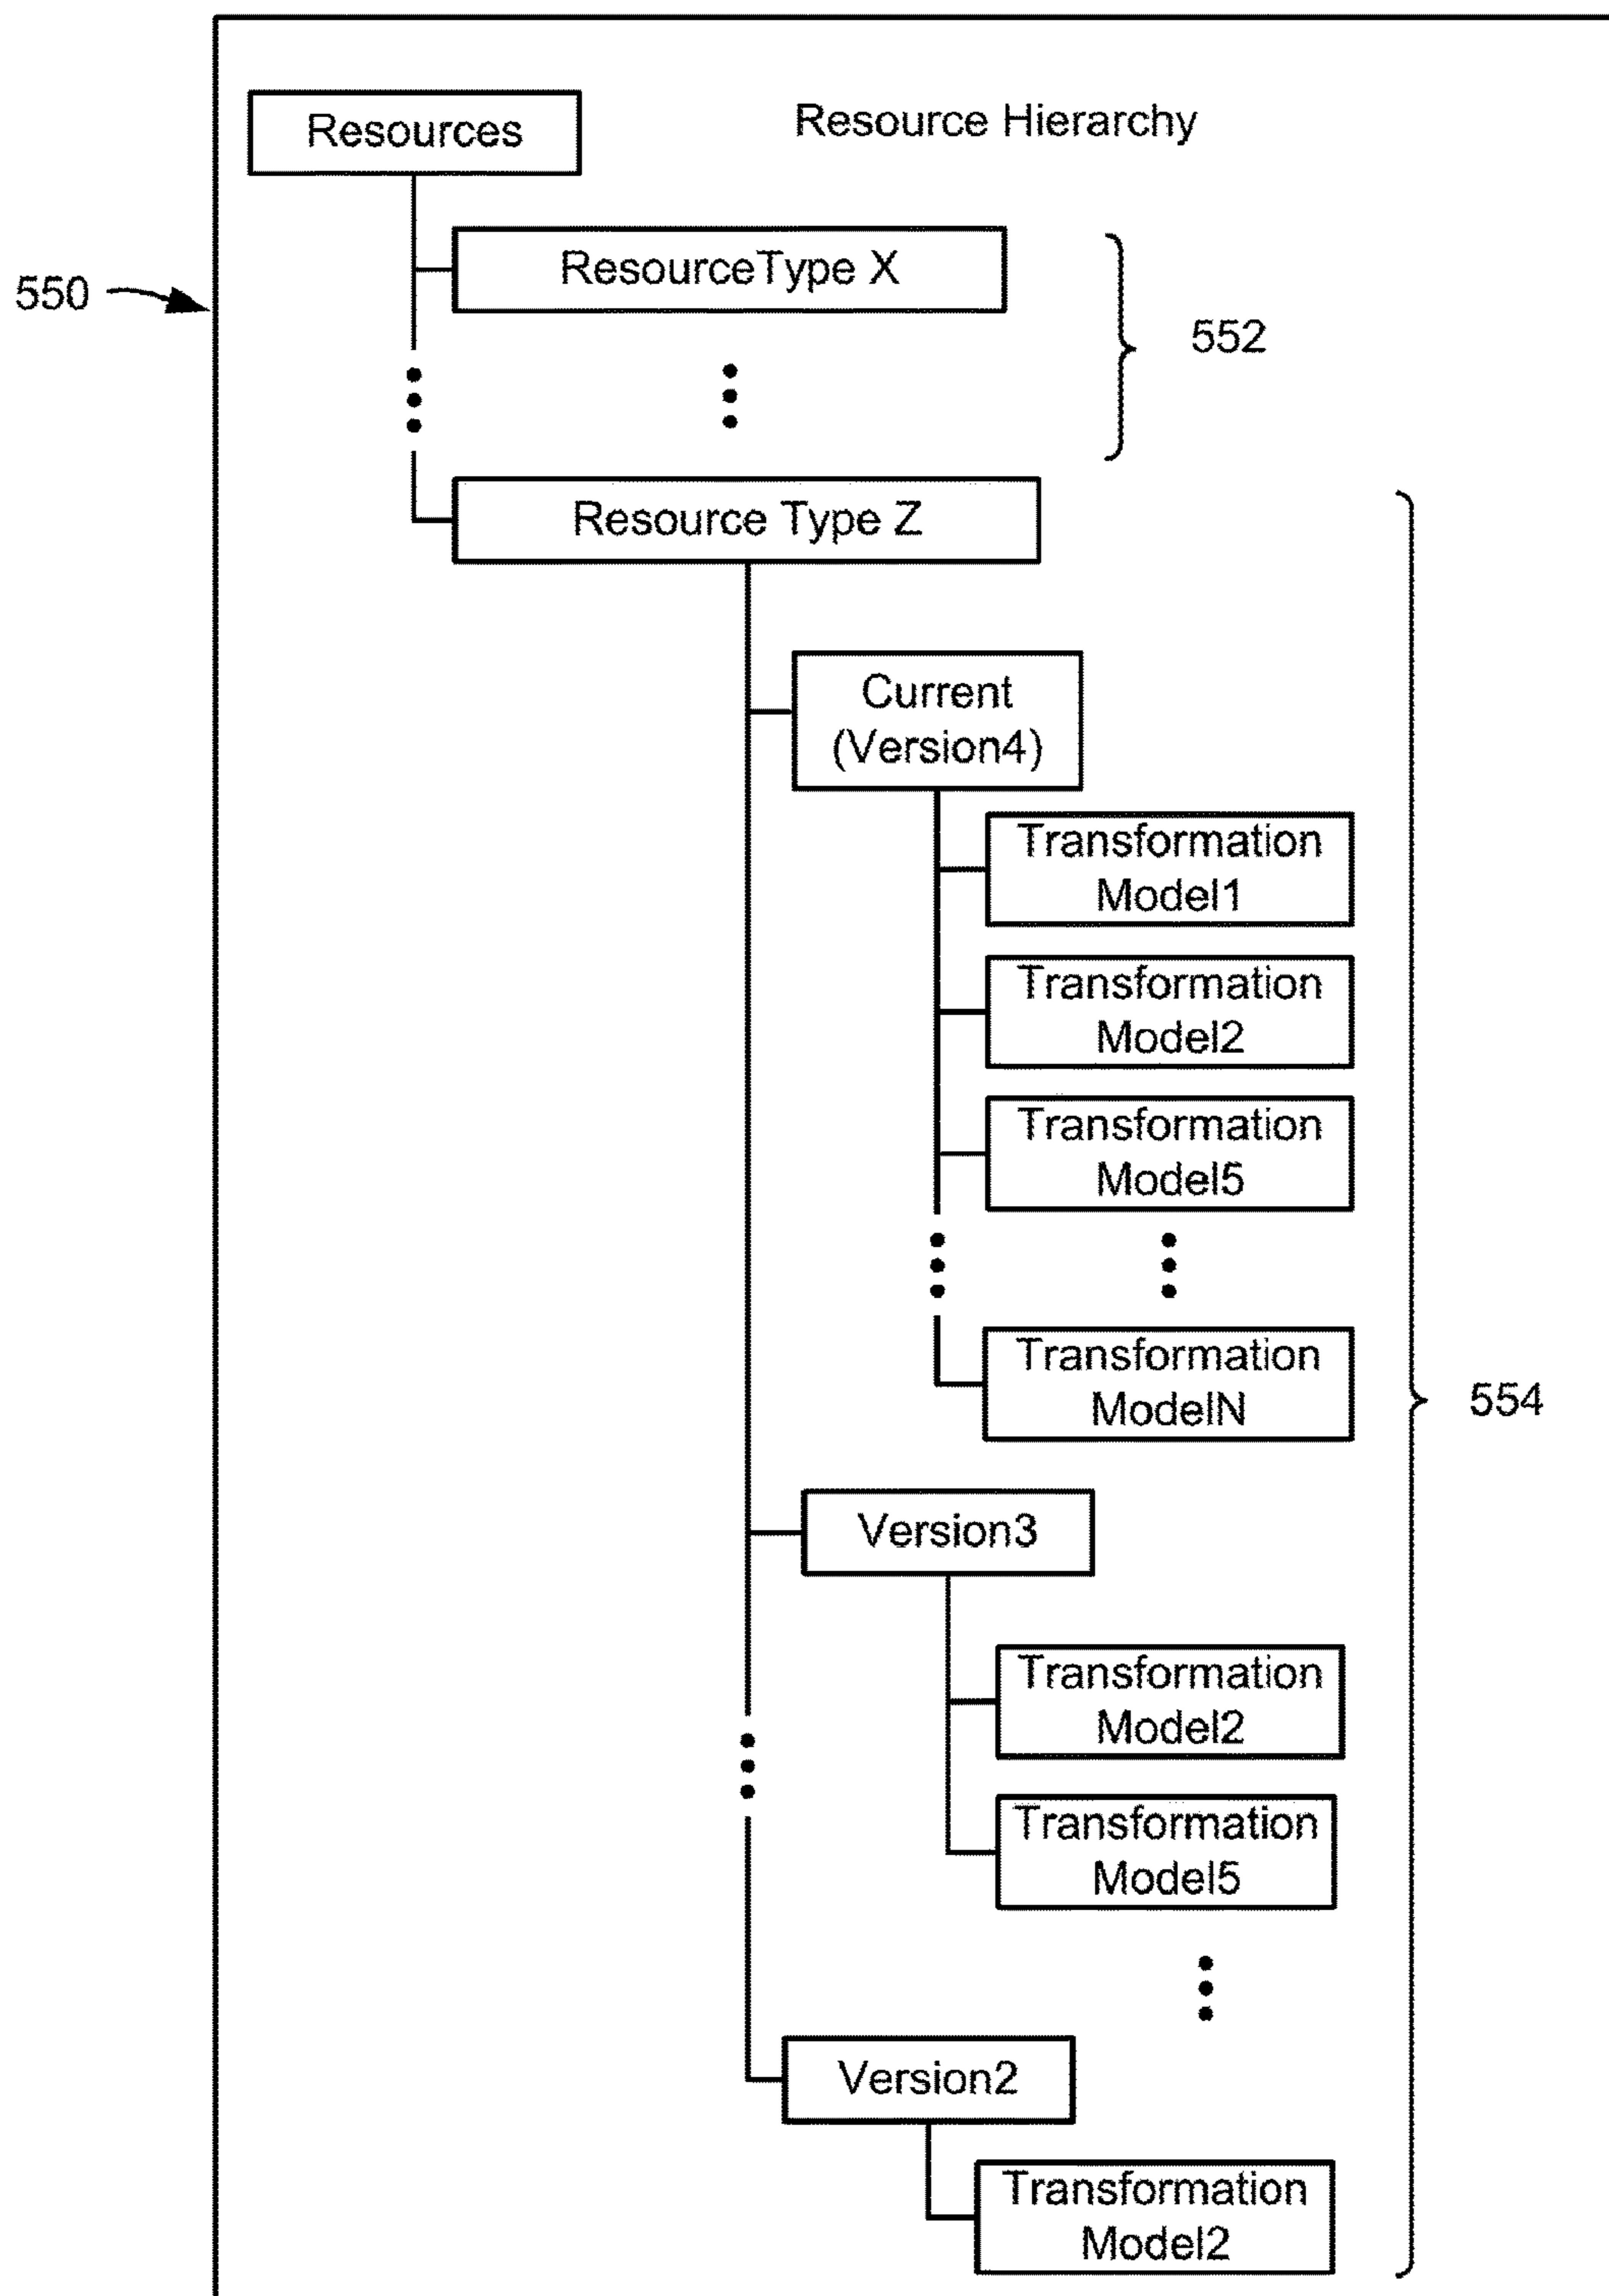 Resources
Resource Hierarchy
ResourceType X
550
552
Resource Type Z
Current
(Version4)
Transformation
Model1
Transformation
Model2
Transformation
Model5
Transformation
ModelN
554
Version3
Transformation
Model2
Transformation
Model5
Version2
Transformation
Model2